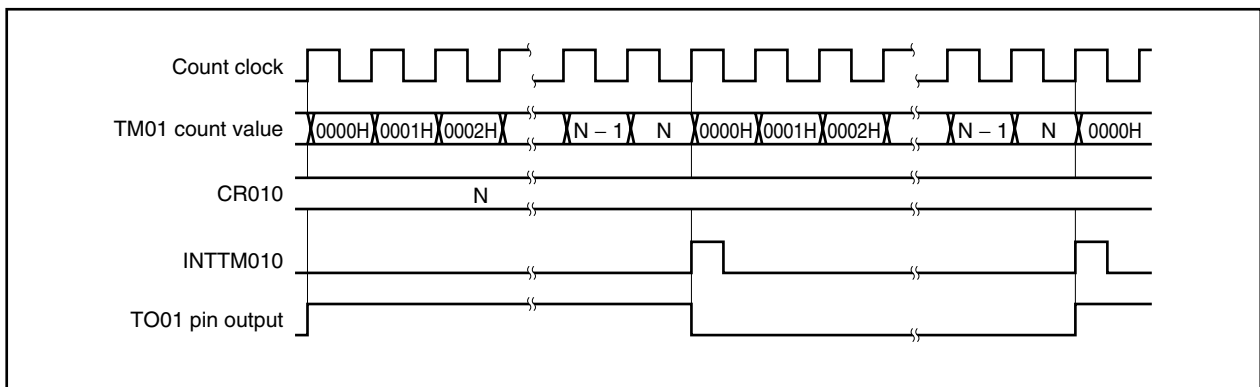 Count clock
TM01 count value 0000H 0001H 0002H N − 1 N 0000H 0001H 0002H N − 1 N 0000H
CR010 N
INTTM010
TO01 pin output